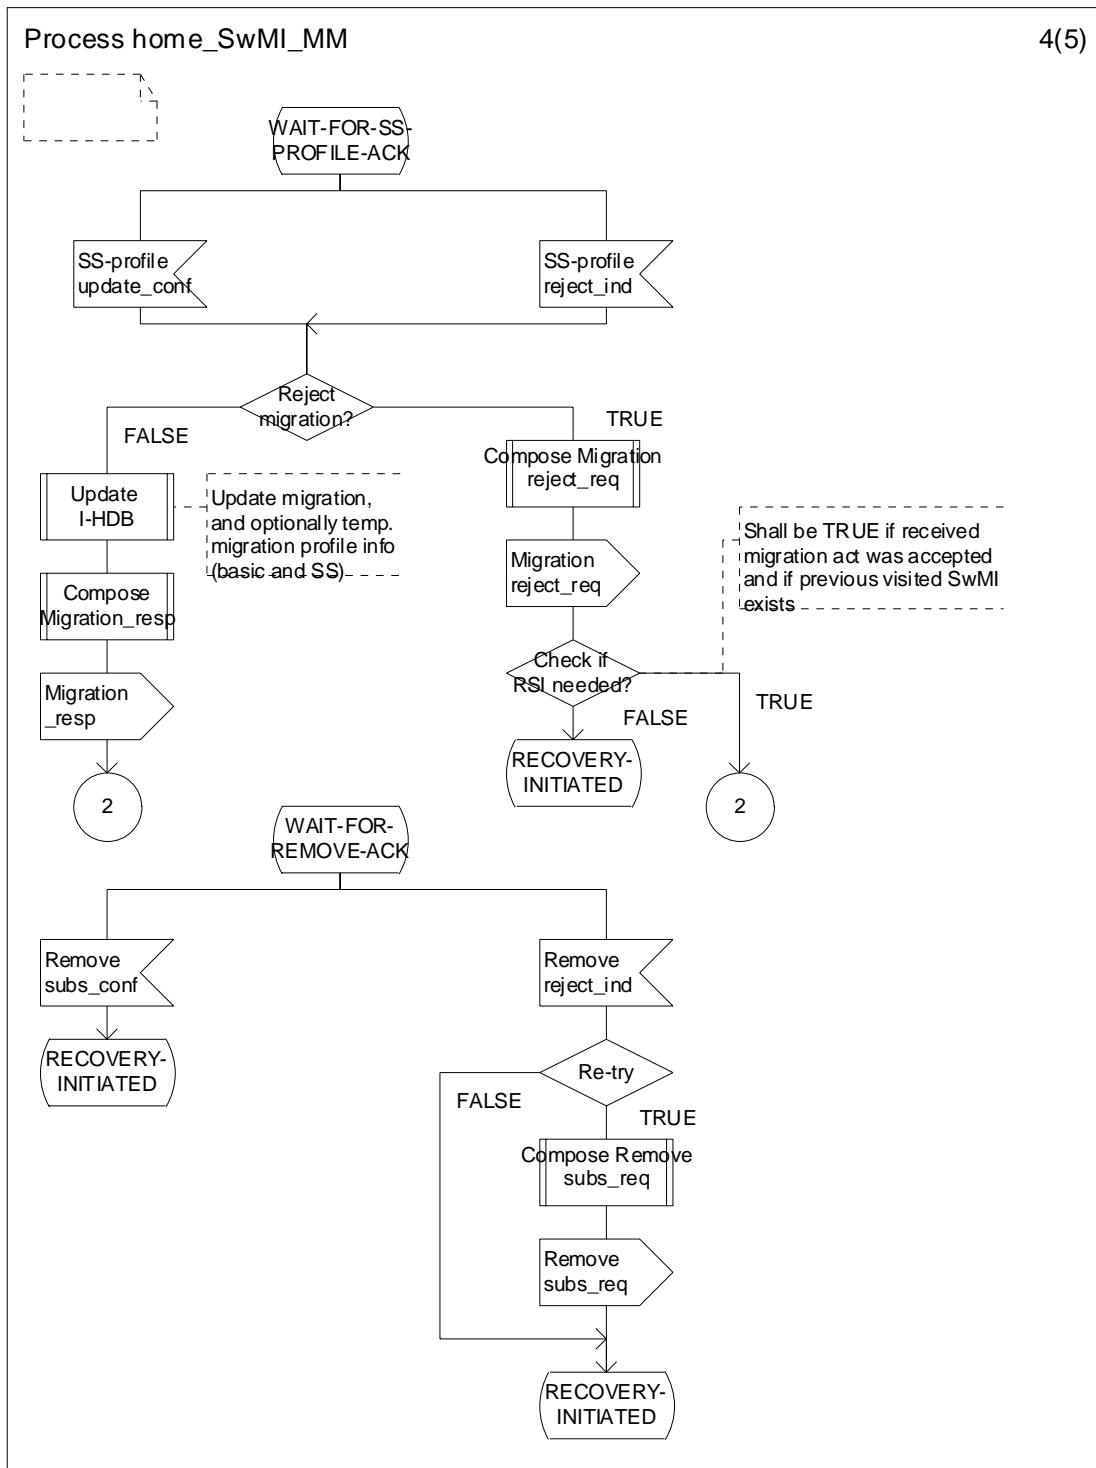 Process home_SwMI_MM
4(5)
WAIT-FOR-SS-
PROFILE-ACK
SS-profile
update_conf
SS-profile
reject_ind
Reject
migration?
FALSE
TRUE
Update
I-HDB
Update migration,
and optionally temp.
migration profile info
(basic and SS)
Compose Migration
reject_req
Compose
Migration_resp
Migration
reject_req
Shall be TRUE if received
migration act was accepted
and if previous visited SwMI
exists
Migration
_resp
Check if
RSI needed?
FALSE
TRUE
2
RECOVERY-
INITIATED
2
WAIT-FOR-
REMOVE-ACK
Remove
subs_conf
Remove
reject_ind
RECOVERY-
INITIATED
Re-try
FALSE
TRUE
Compose Remove
subs_req
Remove
subs_req
RECOVERY-
INITIATED